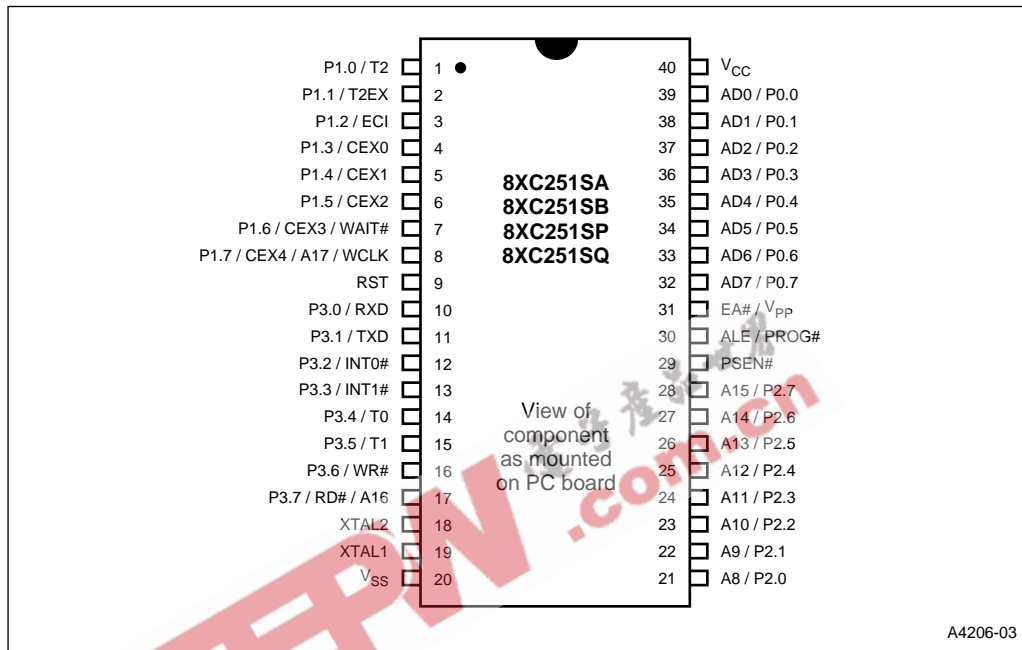 P1.0 / T2 1 40 VCC
P1.1 / T2EX 2 39 AD0 / P0.0
P1.2 / ECI 3 38 AD1 / P0.1
P1.3 / CEX0 4 37 AD2 / P0.2
P1.4 / CEX1 5 36 AD3 / P0.3
P1.5 / CEX2 6 35 AD4 / P0.4
P1.6 / CEX3 / WAIT# 7 34 AD5 / P0.5
P1.7 / CEX4 / A17 / WCLK 8 33 AD6 / P0.6
RST 9 32 AD7 / P0.7
P3.0 / RXD 10 31 EA# / VPP
P3.1 / TXD 11 30 ALE / PROG#
P3.2 / INT0# 12 29 PSEN#
P3.3 / INT1# 13 28 A15 / P2.7
P3.4 / T0 14 27 A14 / P2.6
P3.5 / T1 15 26 A13 / P2.5
P3.6 / WR# 16 25 A12 / P2.4
P3.7 / RD# / A16 17 24 A11 / P2.3
XTAL2 18 23 A10 / P2.2
XTAL1 19 22 A9 / P2.1
VSS 20 21 A8 / P2.0
8XC251SA
8XC251SB
8XC251SP
8XC251SQ
View of
component
as mounted
on PC board
電子產品世界
.com.cn
A4206-03